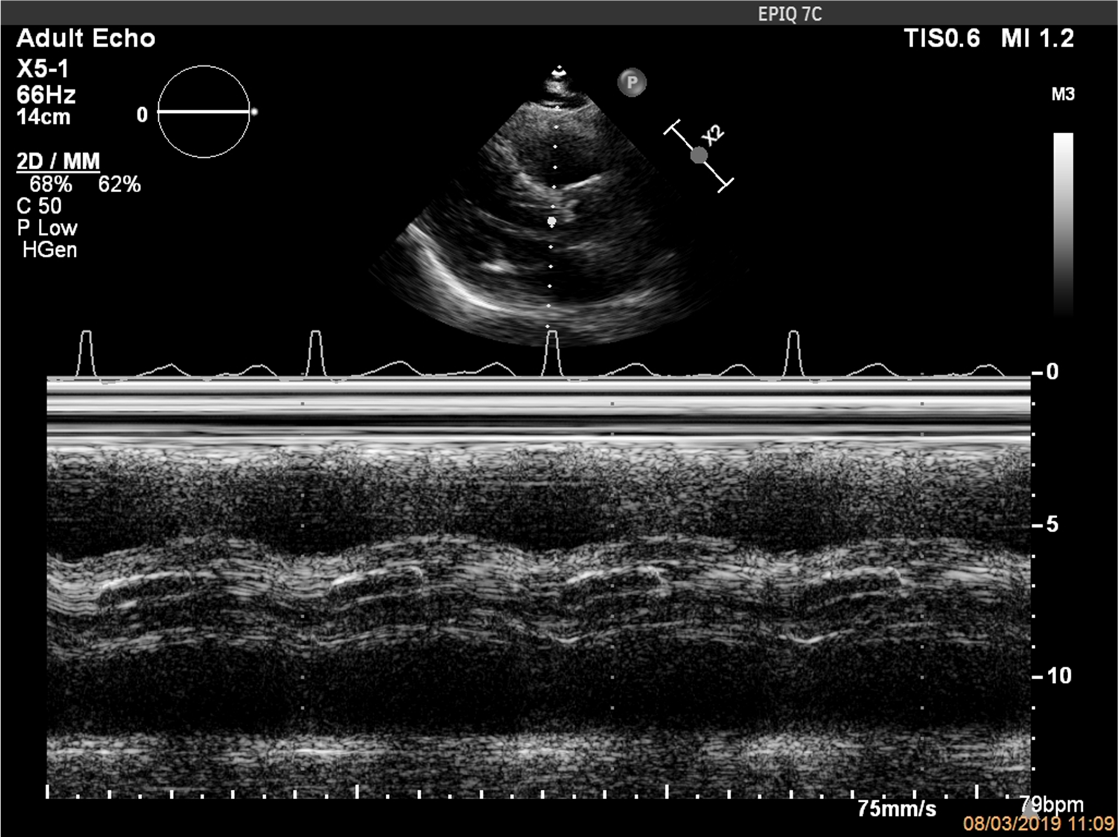 EPIQ 7C
Adult Echo
TIS0.6 MI 1.2
X5-1
66Hz
14cm
0
P
X2
M3
2D / MM
68% 62%
C 50
P Low
HGen
0
5
10
75mm/s
79bpm
08/03/2019 11:09